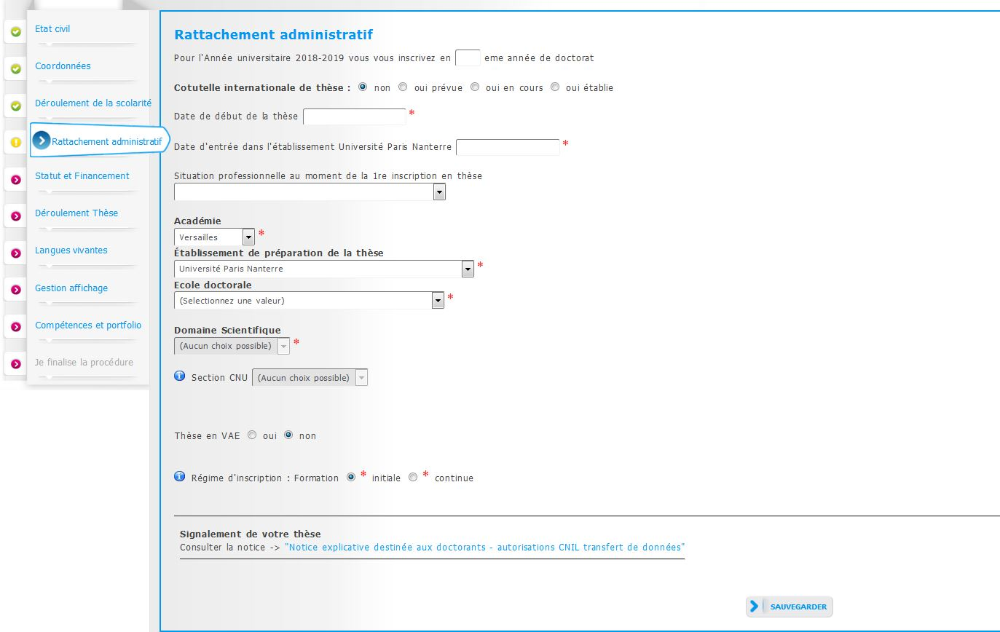 Etat civil
Coordonnées
Déroulement de la scolarité
Rattachement administratif
Statut et Financement
Déroulement Thèse
Langues vivantes
Gestion affichage
Compétences et portfolio
Je finalise la procédure
Rattachement administratif
Pour l'Année universitaire 2018-2019 vous vous inscrivez en eme année de doctorat
Cotutelle internationale de thèse : non oui prévue oui en cours oui établie
Date de début de la thèse *
Date d'entrée dans l'établissement Université Paris Nanterre *
Situation professionnelle au moment de la 1re inscription en thèse
Académie
Versailles *
Établissement de préparation de la thèse
Université Paris Nanterre *
Ecole doctorale
(Selectionnez une valeur) *
Domaine Scientifique
(Aucun choix possible) *
Section CNU (Aucun choix possible)
Thèse en VAE oui non
Régime d'inscription : Formation * initiale * continue
Signalement de votre thèse
Consulter la notice -> "Notice explicative destinée aux doctorants - autorisations CNIL transfert de données"
SAUVEGARDER